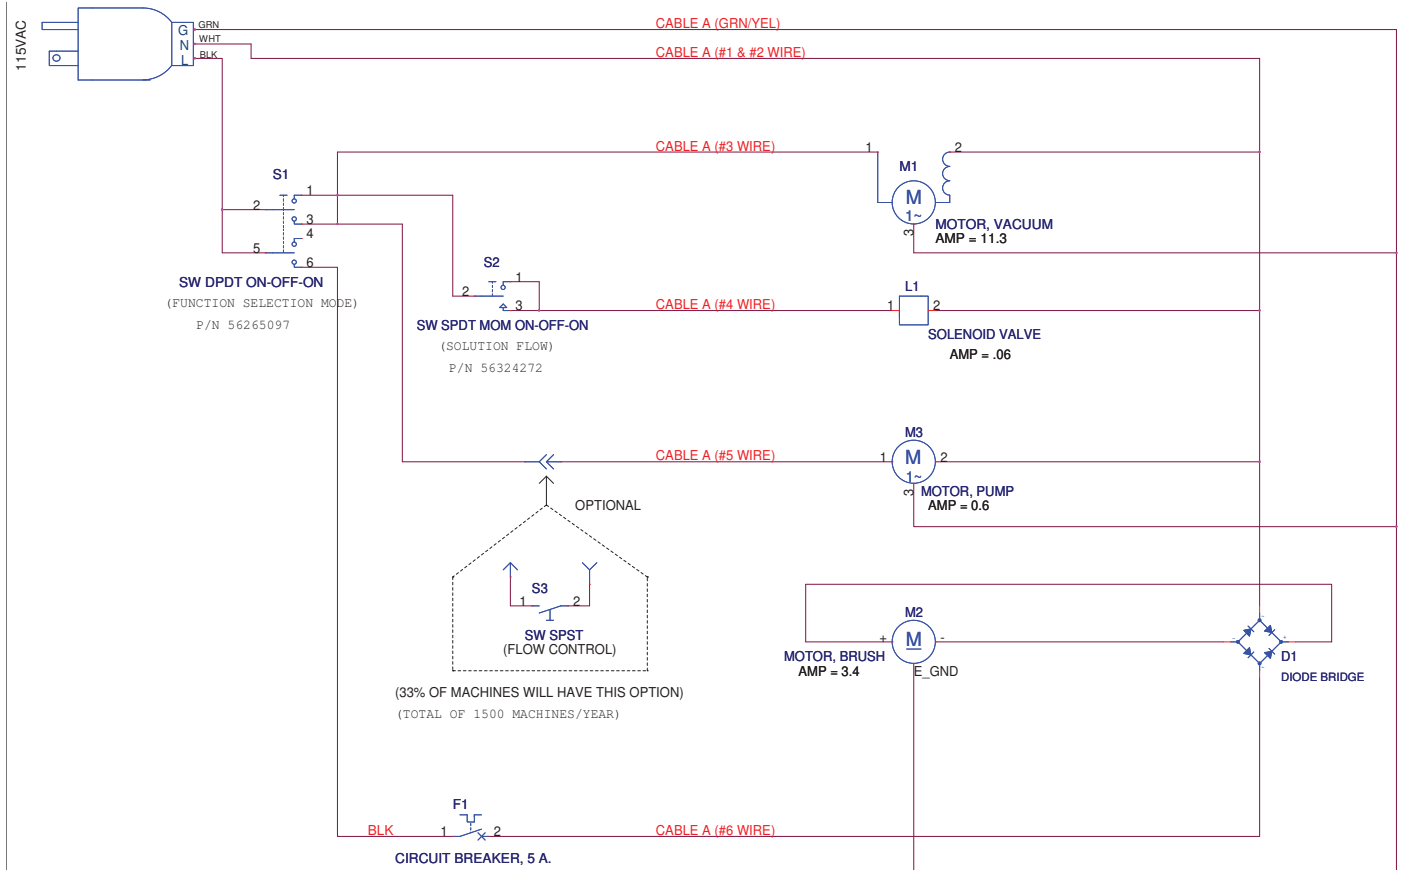 115VAC
G
N
L
GRN
WHT
BLK
CABLE A (GRN/YEL)
CABLE A (#1 & #2 WIRE)
CABLE A (#3 WIRE)
1
2
M1
M
1~
3
MOTOR, VACUUM
AMP = 11.3
S1
1
2
3
4
5
6
SW DPDT ON-OFF-ON
(FUNCTION SELECTION MODE)
P/N 56265097
S2
1
2
3
SW SPDT MOM ON-OFF-ON
(SOLUTION FLOW)
P/N 56324272
CABLE A (#4 WIRE)
L1
1
2
SOLENOID VALVE
AMP = .06
CABLE A (#5 WIRE)
M3
1
M
1~
2
3
MOTOR, PUMP
AMP = 0.6
OPTIONAL
S3
1
2
SW SPST
(FLOW CONTROL)
(33% OF MACHINES WILL HAVE THIS OPTION)
(TOTAL OF 1500 MACHINES/YEAR)
M2
+
M
-
MOTOR, BRUSH
AMP = 3.4
E_GND
D1
DIODE BRIDGE
F1
BLK
1
2
CABLE A (#6 WIRE)
CIRCUIT BREAKER, 5 A.